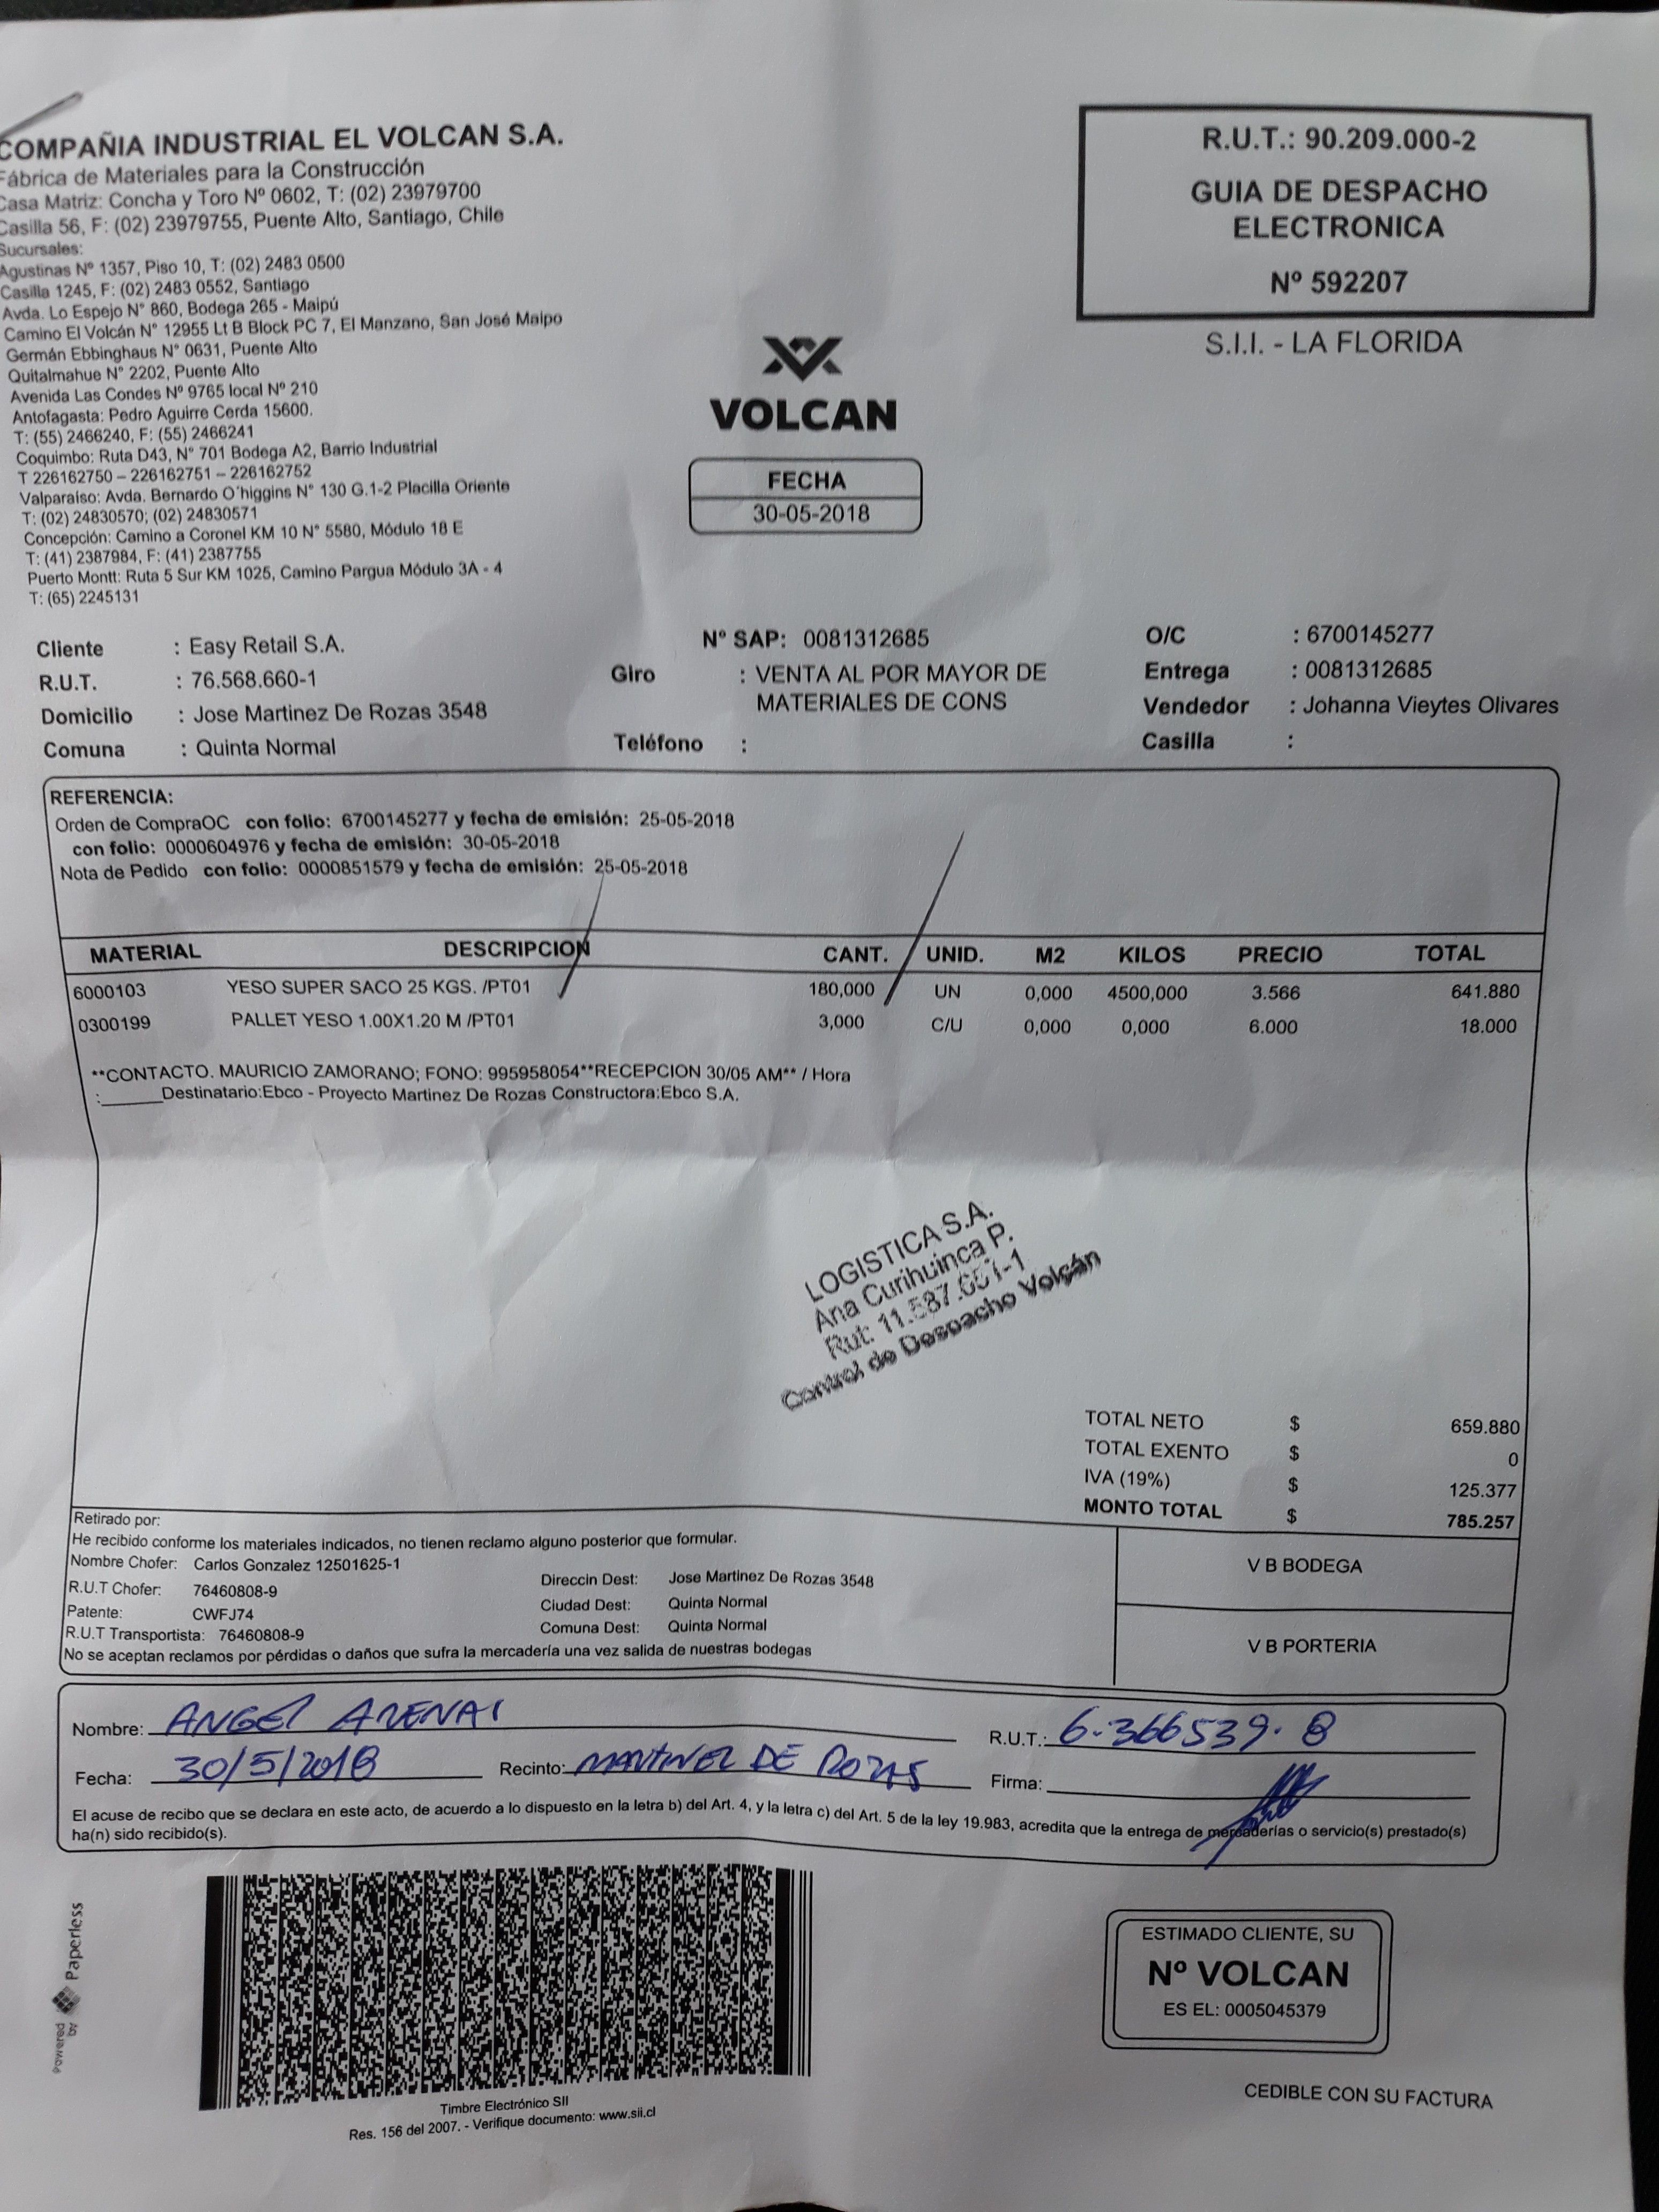 COMPAÑIA INDUSTRIAL EL VOLCAN S.A.
Fábrica de Materiales para la Construcción
Casa Matriz: Concha y Toro Nº 0602, T: (02) 23979700
Casilla 56, F: (02) 23979755, Puente Alto, Santiago, Chile
Sucursales:
Agustinas Nº 1357, Piso 10, T: (02) 2483 0500
Casilla 1245, F: (02) 2483 0552, Santiago
Avda. Lo Espejo N° 860, Bodega 265 - Maipú
Camino El Volcán N° 12955 Lt B Block PC 7, El Manzano, San José Maipo
Germán Ebbinghaus N° 0631, Puente Alto
Quitalmahue N° 2202, Puente Alto
Avenida Las Condes Nº 9765 local Nº 210
Antofagasta: Pedro Aguirre Cerda 15600.
T: (55) 2466240, F: (55) 2466241
Coquimbo: Ruta D43, N° 701 Bodega A2, Barrio Industrial
T 226162750 – 226162751 – 226162752
Valparaiso: Avda. Bernardo O'higgins N° 130 G.1-2 Placilla Oriente
T: (02) 24830570; (02) 24830571
Concepción: Camino a Coronel KM 10 N° 5580, Módulo 18 E
T: (41) 2387984, F: (41) 2387755
Puerto Montt: Ruta 5 Sur KM 1025, Camino Pargua Módulo 3A - 4
T: (65) 2245131
R.U.T.: 90.209.000-2
GUIA DE DESPACHO
ELECTRONICA
Nº 592207
S.I.I. - LA FLORIDA
VOLCAN
FECHA
30-05-2018
Cliente : Easy Retail S.A.
R.U.T. : 76.568.660-1
Domicilio : Jose Martinez De Rozas 3548
Comuna : Quinta Normal
Nº SAP: 0081312685
Giro : VENTA AL POR MAYOR DE
MATERIALES DE CONS
Teléfono :
O/C : 6700145277
Entrega : 0081312685
Vendedor : Johanna Vieytes Olivares
Casilla :
REFERENCIA:
Orden de CompraOC con folio: 6700145277 y fecha de emisión: 25-05-2018
con folio: 0000604976 y fecha de emisión: 30-05-2018
Nota de Pedido con folio: 0000851579 y fecha de emisión: 25-05-2018
MATERIAL DESCRIPCION CANT. UNID. M2 KILOS PRECIO TOTAL
6000103 YESO SUPER SACO 25 KGS. /PT01 180,000 UN 0,000 4500,000 3.566 641.880
0300199 PALLET YESO 1.00X1.20 M /PT01 3,000 C/U 0,000 0,000 6.000 18.000
**CONTACTO. MAURICIO ZAMORANO; FONO: 995958054**RECEPCION 30/05 AM** / Hora
:______Destinatario:Ebco - Proyecto Martinez De Rozas Constructora:Ebco S.A.
LOGISTICA S.A.
Ana Curihuinca P.
Rut: 11.587.661-1
Control de Despacho Volcán
TOTAL NETO $ 659.880
TOTAL EXENTO $ 0
IVA (19%) $ 125.377
MONTO TOTAL $ 785.257
Retirado por:
He recibido conforme los materiales indicados, no tienen reclamo alguno posterior que formular.
Nombre Chofer: Carlos Gonzalez 12501625-1
R.U.T Chofer: 76460808-9
Patente: CWFJ74
R.U.T Transportista: 76460808-9
Direccin Dest: Jose Martinez De Rozas 3548
Ciudad Dest: Quinta Normal
Comuna Dest: Quinta Normal
No se aceptan reclamos por pérdidas o daños que sufra la mercadería una vez salida de nuestras bodegas
V B BODEGA
V B PORTERIA
Nombre: ANGEL ARENAS R.U.T.: 6.366539.8
Fecha: 30/5/2018 Recinto: MARTINEZ DE ROZAS Firma:
El acuse de recibo que se declara en este acto, de acuerdo a lo dispuesto en la letra b) del Art. 4, y la letra c) del Art. 5 de la ley 19.983, acredita que la entrega de mercaderías o servicio(s) prestado(s)
ha(n) sido recibido(s).
Powered by Paperless
Timbre Electrónico SII
Res. 156 del 2007. - Verifique documento: www.sii.cl
ESTIMADO CLIENTE, SU
Nº VOLCAN
ES EL: 0005045379
CEDIBLE CON SU FACTURA